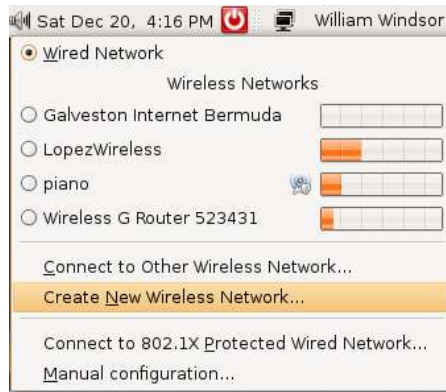 Sat Dec 20, 4:16 PM William Windsor
Wired Network
Wireless Networks
Galveston Internet Bermuda
LopezWireless
piano
Wireless G Router 523431
Connect to Other Wireless Network...
Create New Wireless Network...
Connect to 802.1X Protected Wired Network...
Manual configuration...